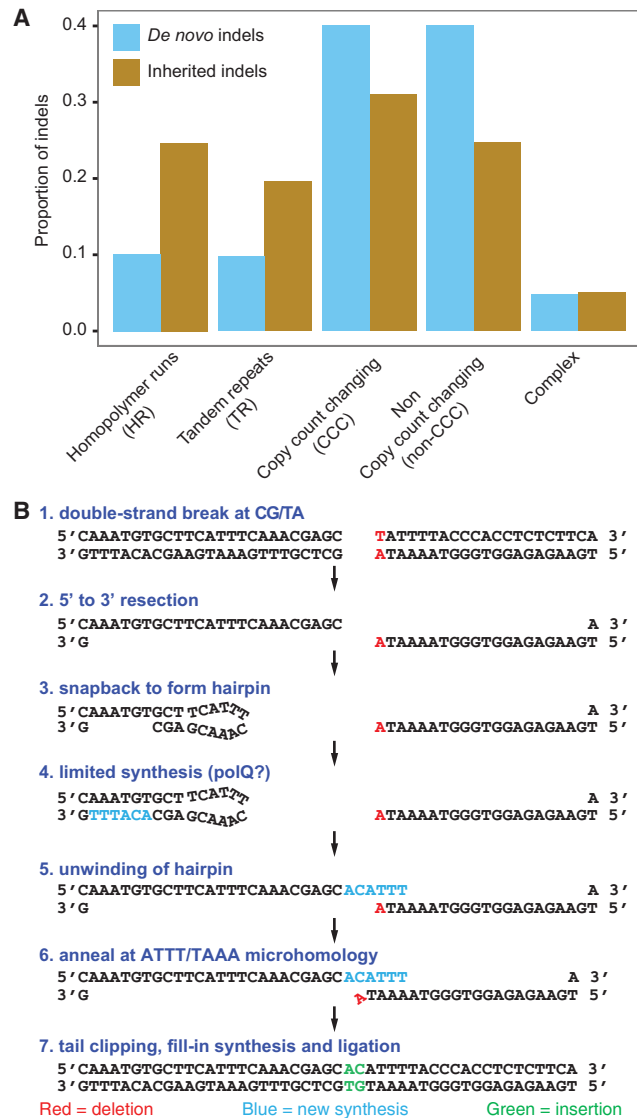 A
0.4
0.3
0.2
0.1
0.0
Proportion of indels
De novo indels
Inherited indels
Homopolymer runs
(HR)
Tandem repeats
(TR)
Copy count changing
(CCC)
Non
Copy count changing
(non-CCC)
Complex
B
1. double-strand break at CG/TA
5’CAAATGTGCTTCATTTCAAACGAGC TATTTTACCCACCTCTCTTCA 3’
3’GTTTACACGAAGTAAAGTTTGCTCG ATAAAATGGGTGGAGAGAAGT 5’
2. 5’ to 3’ resection
5’CAAATGTGCTTCATTTCAAACGAGC A 3’
3’G ATAAAATGGGTGGAGAGAAGT 5’
3. snapback to form hairpin
5’CAAATGTGCTTCATTT A 3’
3’G CGAGCAAAC ATAAAATGGGTGGAGAGAAGT 5’
4. limited synthesis (polQ?)
5’CAAATGTGCTTCATTT A 3’
3’GTTTACACGAGCAAAC ATAAAATGGGTGGAGAGAAGT 5’
5. unwinding of hairpin
5’CAAATGTGCTTCATTTCAAACGAGCACATTT A 3’
3’G ATAAAATGGGTGGAGAGAAGT 5’
6. anneal at ATTT/TAAA microhomology
5’CAAATGTGCTTCATTTCAAACGAGCACATTT A 3’
3’G ATAAAATGGGTGGAGAGAAGT 5’
7. tail clipping, fill-in synthesis and ligation
5’CAAATGTGCTTCATTTCAAACGAGCACATTTTACCCACCTCTCTTCA 3’
3’GTTTACACGAAGTAAAGTTTGCTCGTGTAAAATGGGTGGAGAGAAGT 5’
Red = deletion Blue = new synthesis Green = insertion